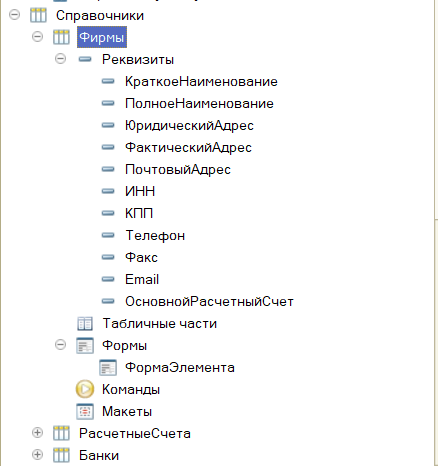 Справочники
Фирмы
Реквизиты
КраткоеНаименование
ПолноеНаименование
ЮридическийАдрес
ФактическийАдрес
ПочтовыйАдрес
ИНН
КПП
Телефон
Факс
Email
ОсновнойРасчетныйСчет
Табличные части
Формы
ФормаЭлемента
Команды
Макеты
РасчетныеСчета
Банки